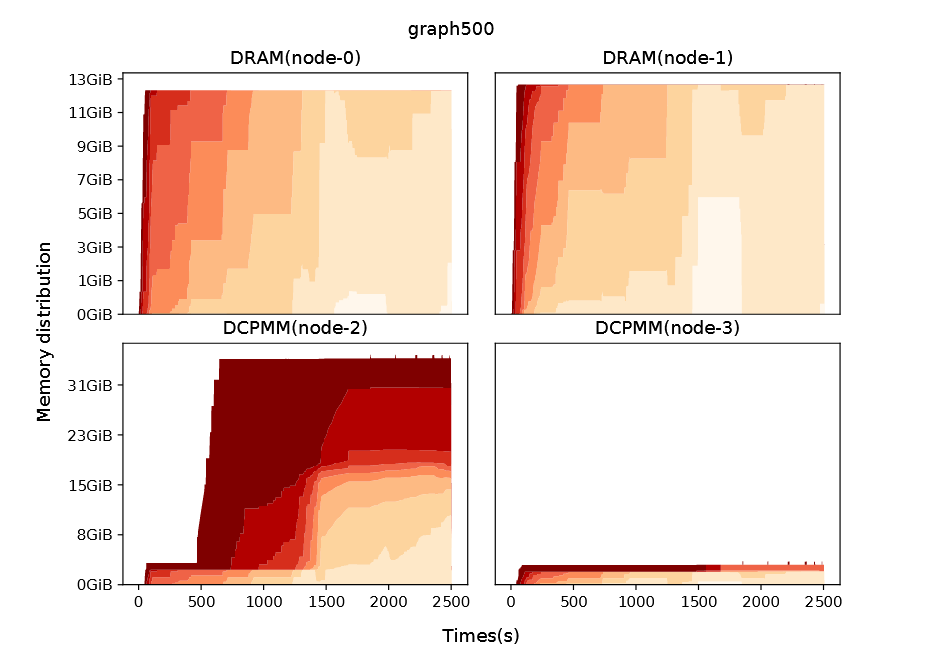 graph500
DRAM(node-0)
DRAM(node-1)
13GiB
11GiB
9GiB
7GiB
5GiB
3GiB
1GiB
0GiB
Memory distribution
DCPMM(node-2)
DCPMM(node-3)
31GiB
23GiB
15GiB
8GiB
0GiB
0 500 1000 1500 2000 2500
0 500 1000 1500 2000 2500
Times(s)